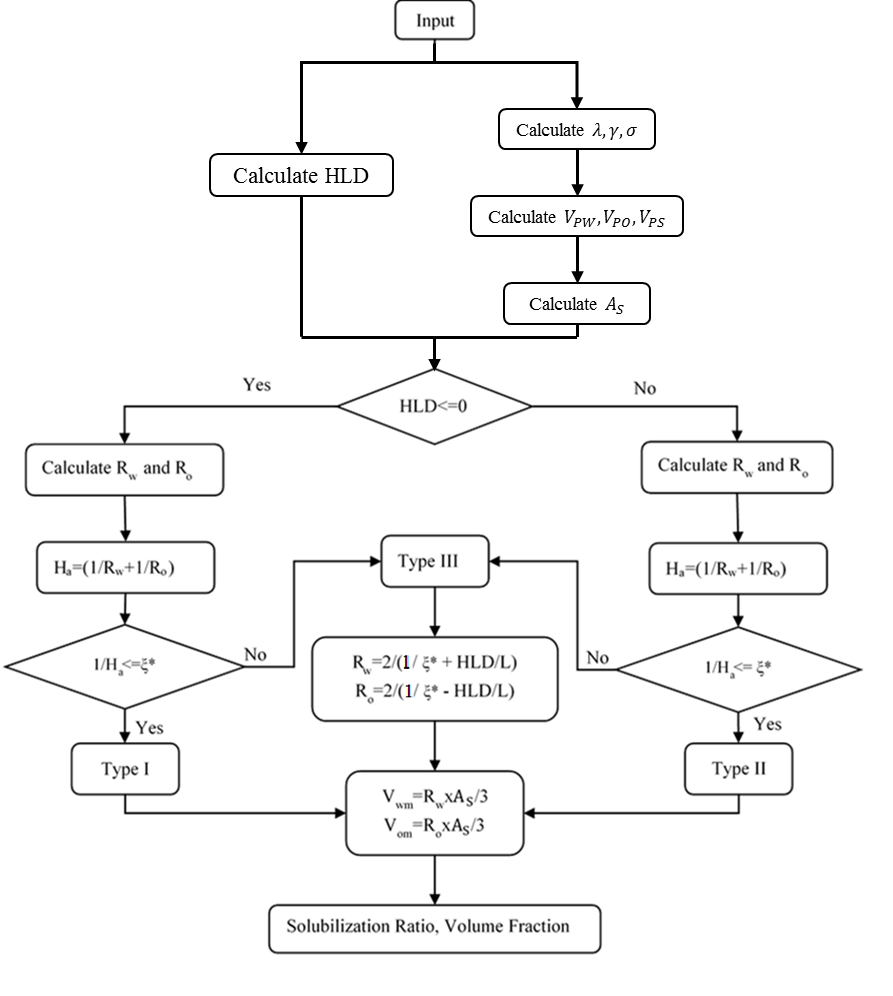 Input
Calculate HLD
Calculate λ,γ,σ
Calculate V_PW,V_PO,V_PS
Calculate A_S
HLD<=0
Yes
No
Calculate R_w and R_o
Calculate R_w and R_o
H_a=(1/R_w+1/R_o)
Type III
H_a=(1/R_w+1/R_o)
1/H_a<=ξ*
No
R_w=2/(1/ ξ* + HLD/L)
R_o=2/(1/ ξ* - HLD/L)
No
1/H_a<= ξ*
Yes
Yes
Type I
Type II
V_wm=R_wxA_S/3
V_om=R_oxA_S/3
Solubilization Ratio, Volume Fraction